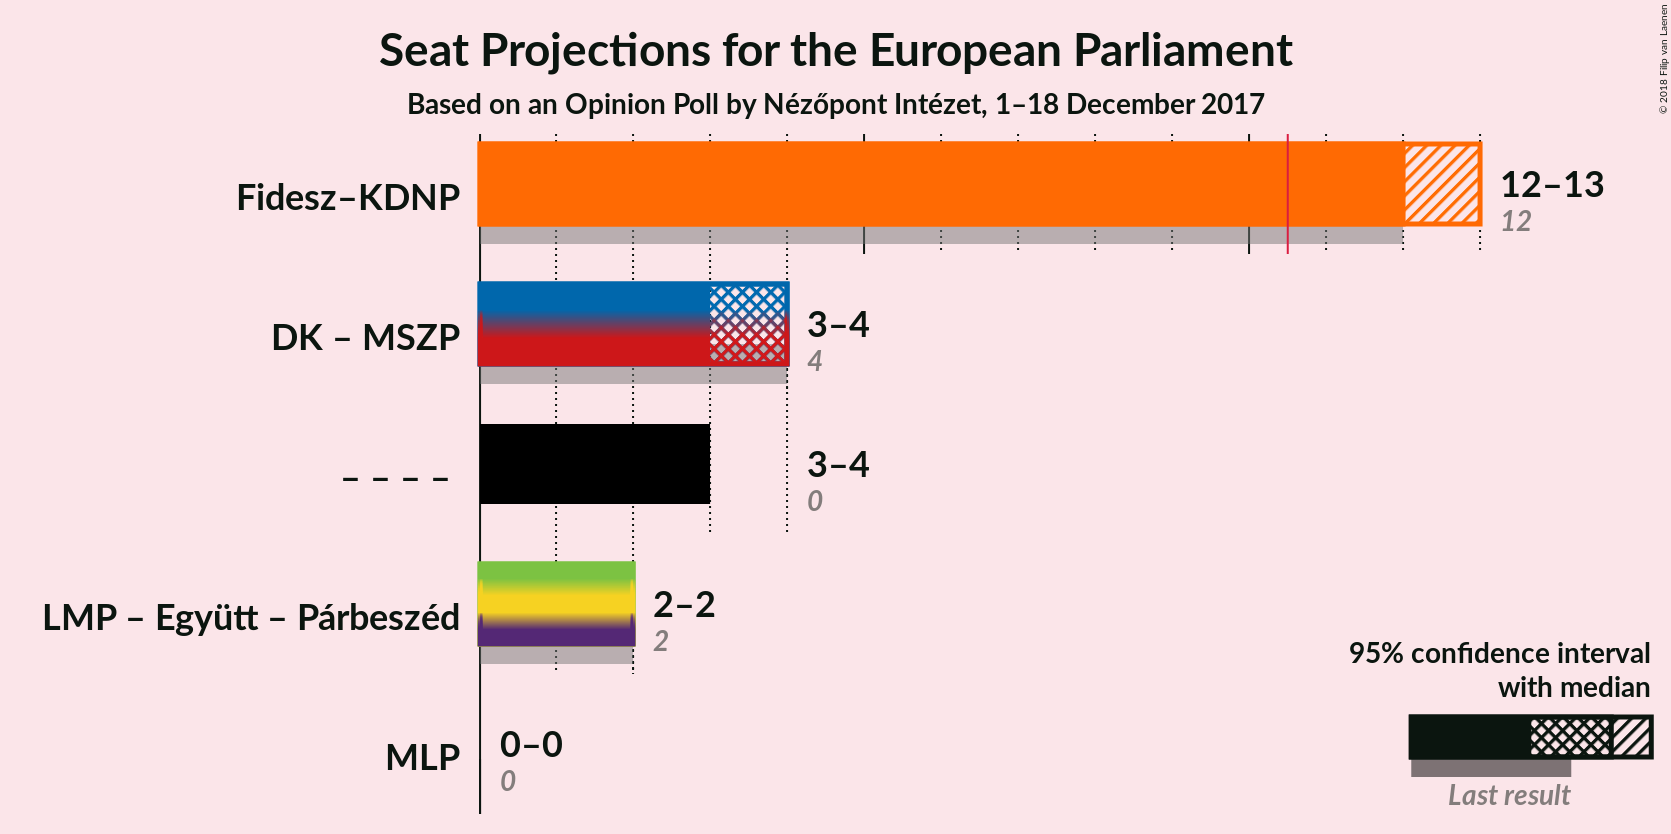 Seat Projections for the European Parliament
Based on an Opinion Poll by Nézőpont Intézet, 1–18 December 2017
© 2018 Filip van Laenen
Fidesz–KDNP
12–13
12
DK – MSZP
3–4
4
– – – –
3–4
0
LMP – Együtt – Párbeszéd
2–2
2
MLP
0–0
0
95% confidence interval
with median
Last result